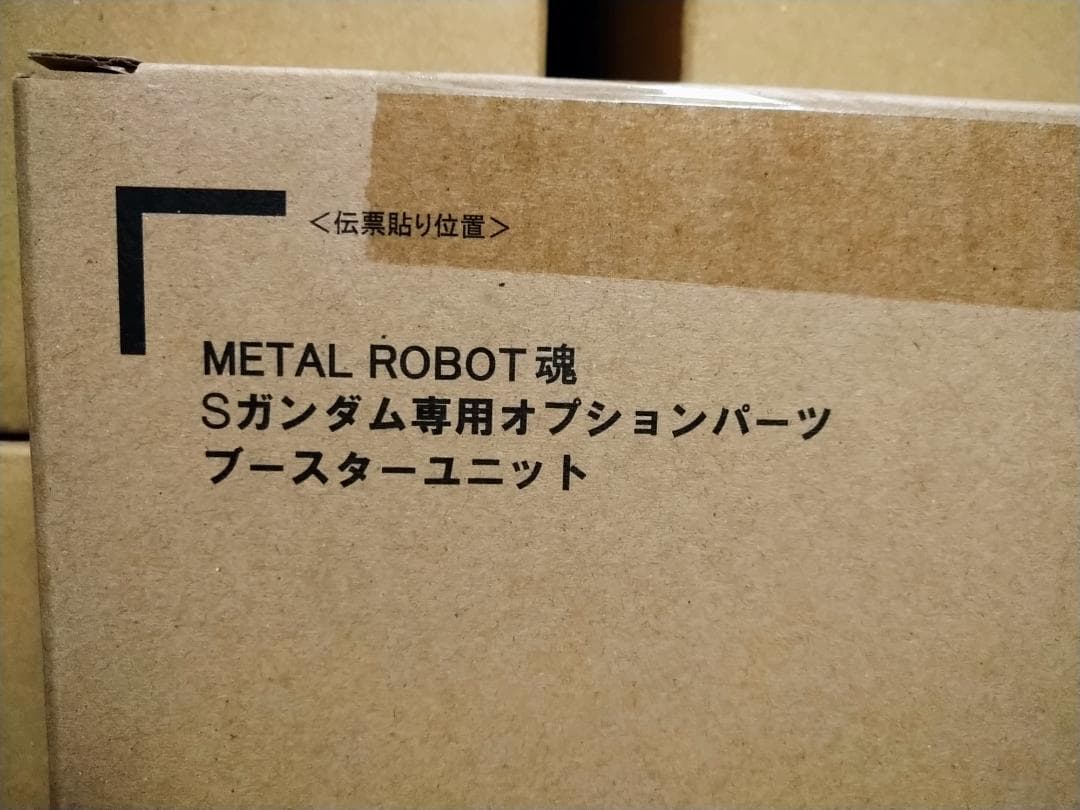 <伝票貼り位置>
METAL ROBOT魂
Sガンダム専用オプションパーツ
ブースターユニット